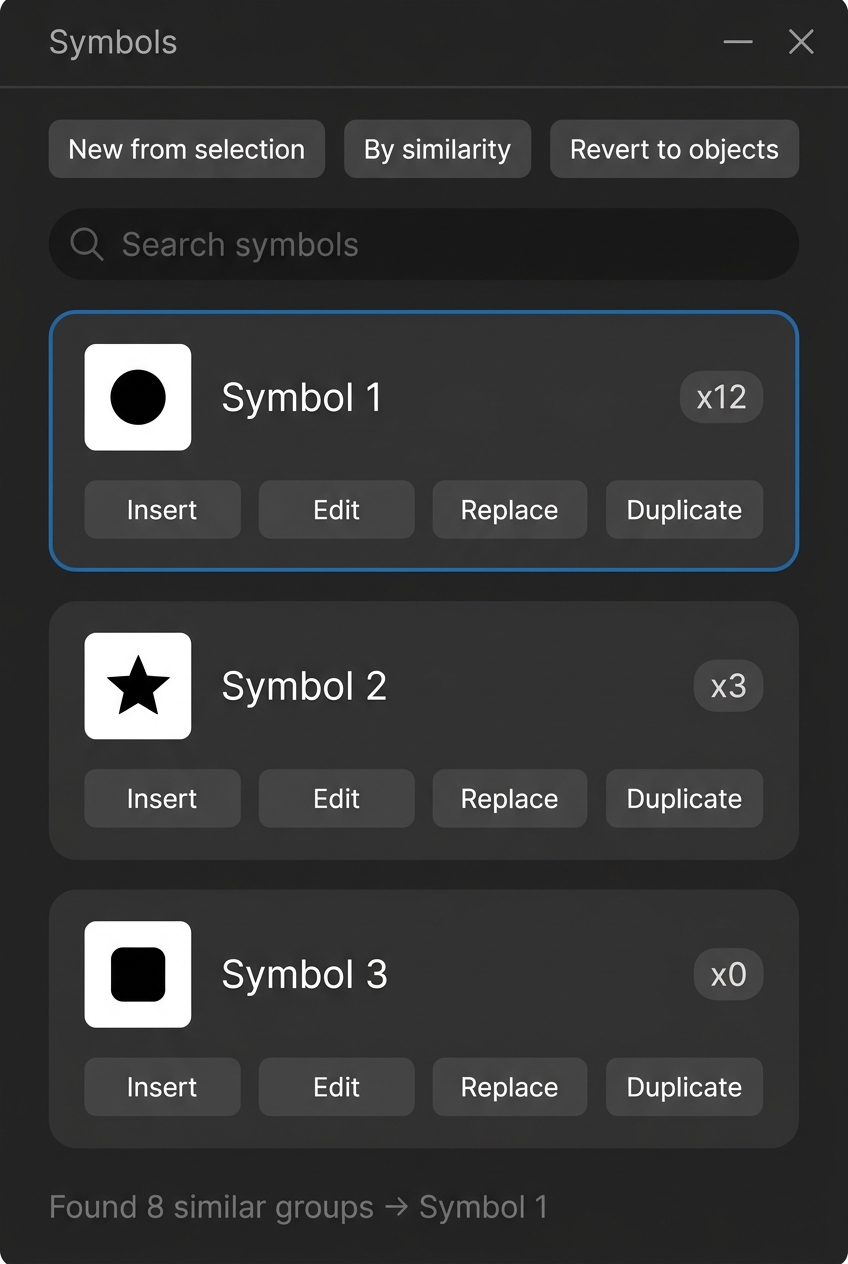 Symbols
New from selection By similarity Revert to objects
Search symbols
Symbol 1 x12
Insert Edit Replace Duplicate
Symbol 2 x3
Insert Edit Replace Duplicate
Symbol 3 x0
Insert Edit Replace Duplicate
Found 8 similar groups → Symbol 1